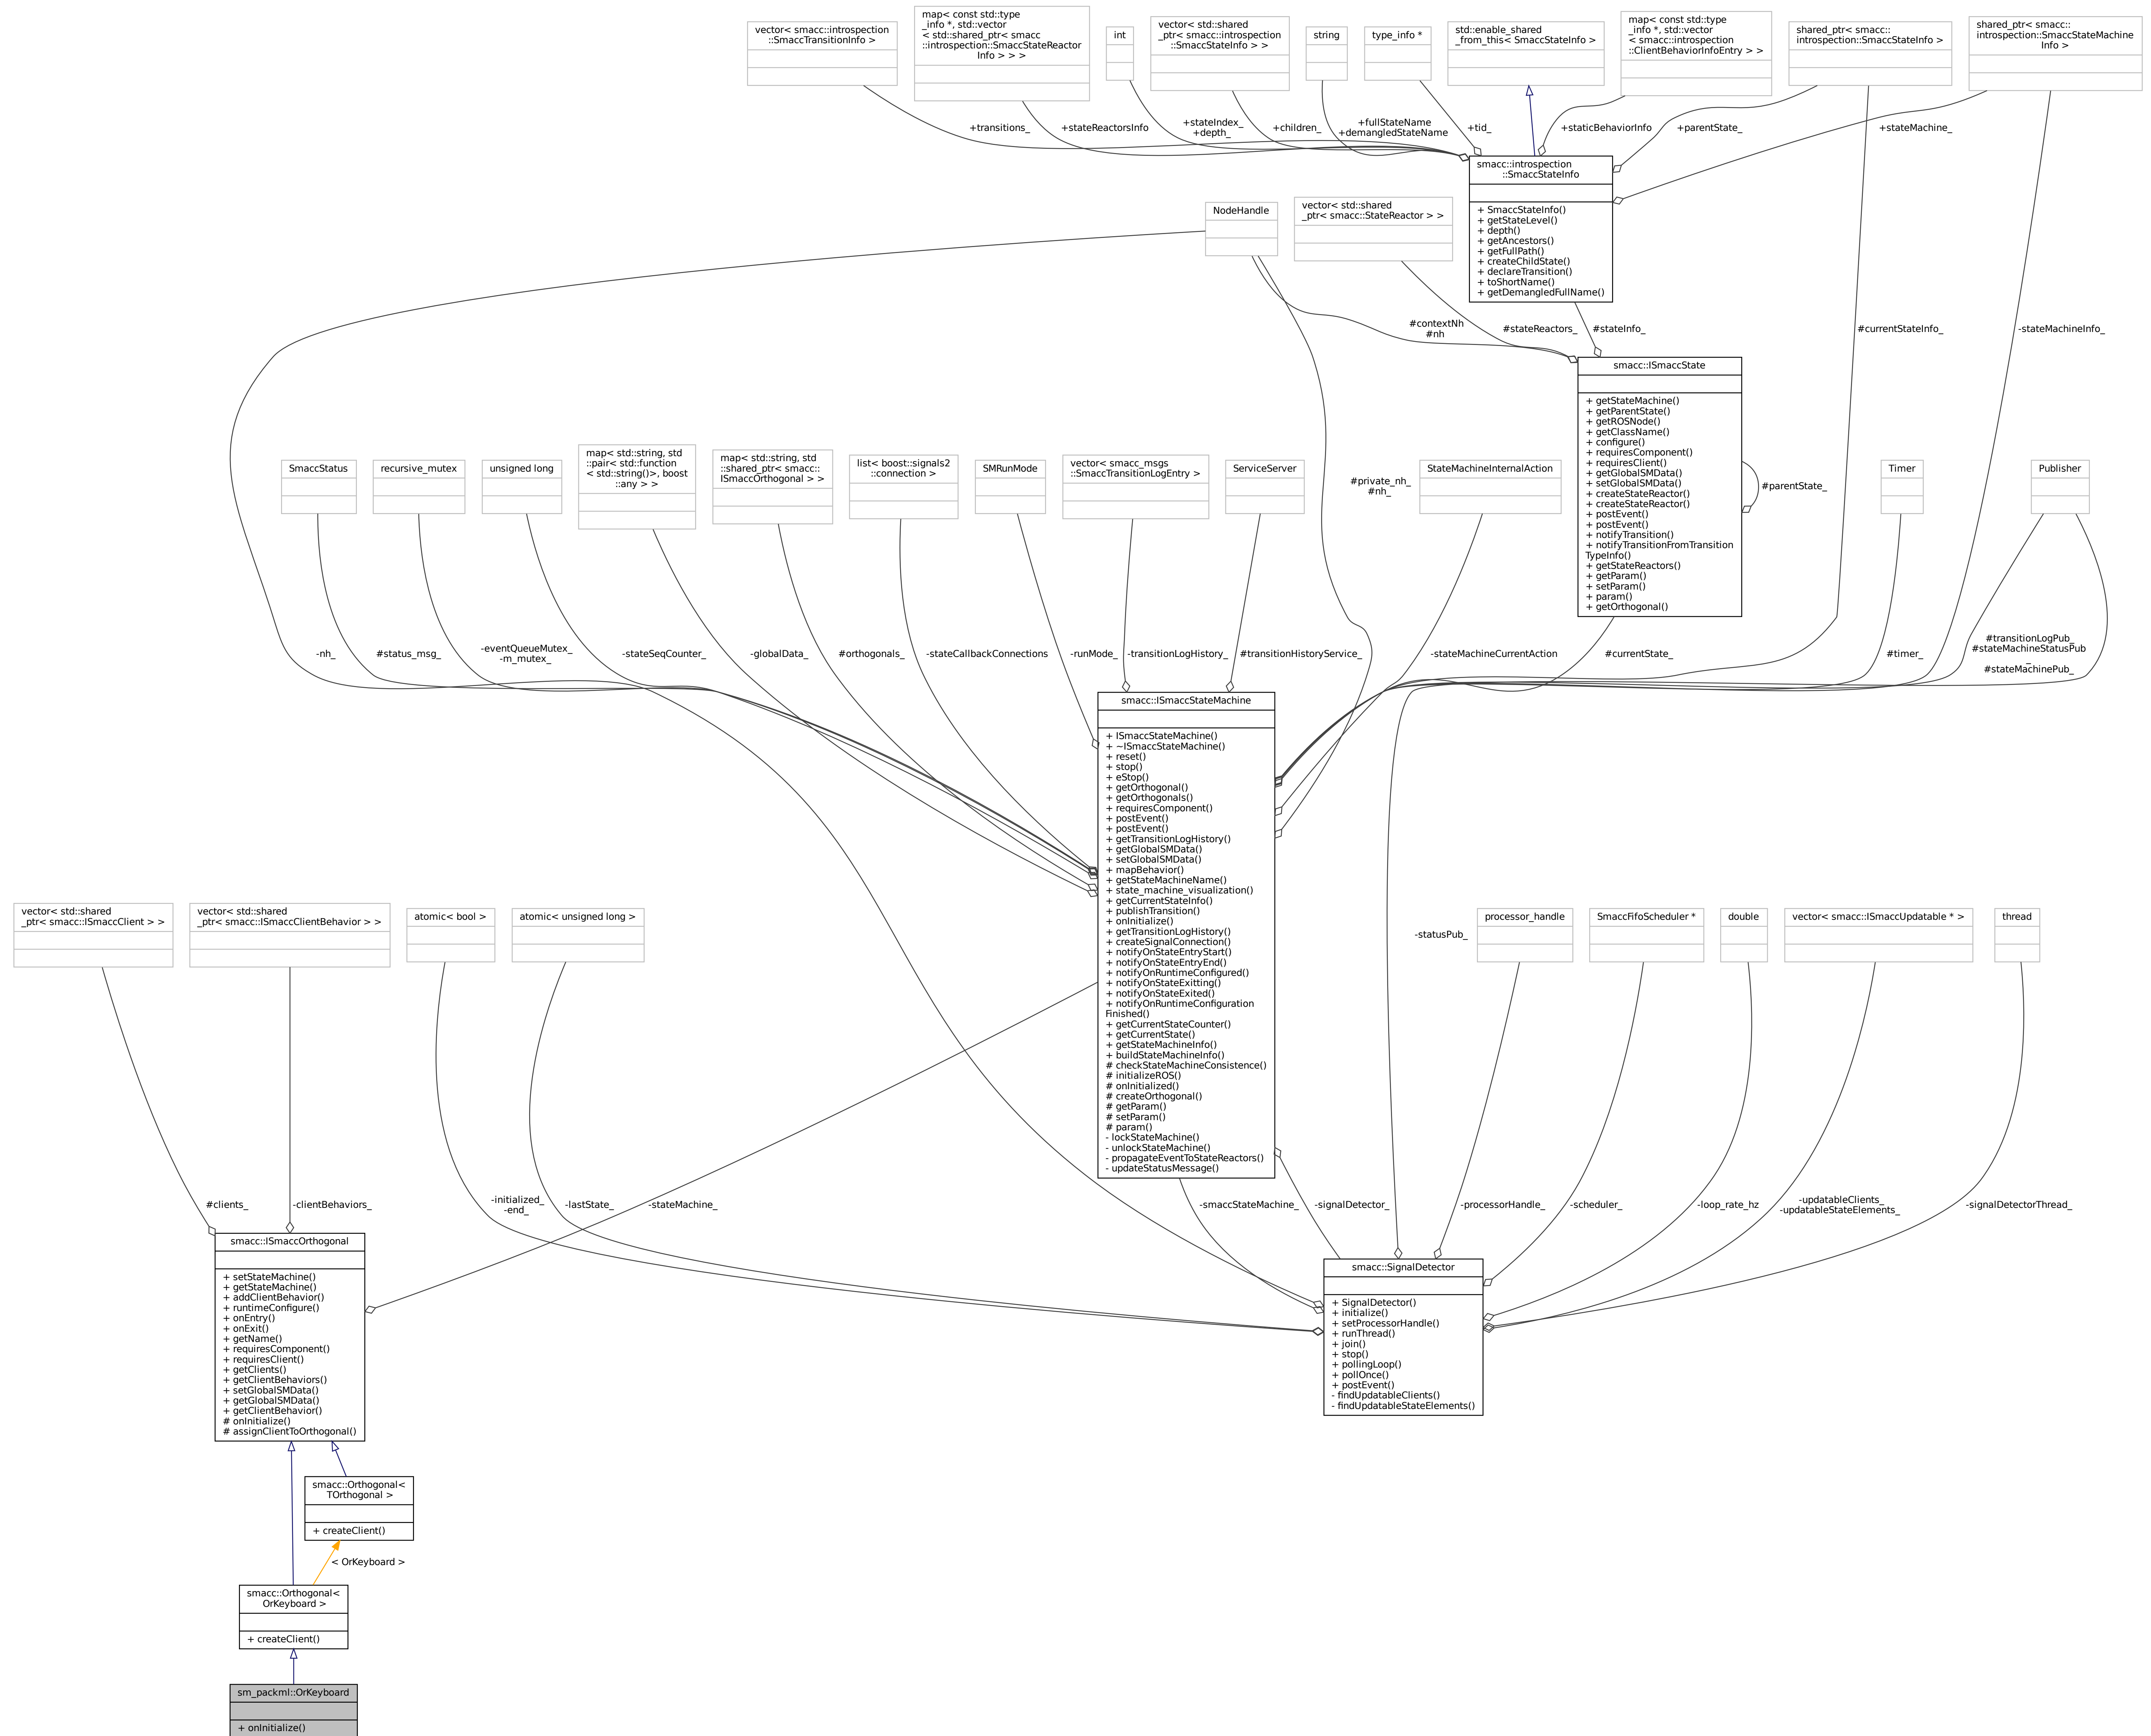 vector< smacc::introspection
::SmaccTransitionInfo >
map< const std::type
_info *, std::vector
< std::shared_ptr< smacc
::introspection::SmaccStateReactor
Info > > >
int
vector< std::shared
_ptr< smacc::introspection
::SmaccStateInfo > >
string
type_info *
std::enable_shared
_from_this< SmaccStateInfo >
map< const std::type
_info *, std::vector
< smacc::introspection
::ClientBehaviorInfoEntry > >
shared_ptr< smacc::
introspection::SmaccStateInfo >
shared_ptr< smacc::
introspection::SmaccStateMachine
Info >
+transitions_
+stateReactorsInfo
+stateIndex_
+depth_
+children_
+fullStateName
+demangledStateName
+tid_
+staticBehaviorInfo
+parentState_
+stateMachine_
smacc::introspection
::SmaccStateInfo
+ SmaccStateInfo()
+ getStateLevel()
+ depth()
+ getAncestors()
+ getFullPath()
+ createChildState()
+ declareTransition()
+ toShortName()
+ getDemangledFullName()
NodeHandle
vector< std::shared
_ptr< smacc::StateReactor > >
#contextNh
#nh
#stateReactors_
#stateInfo_
#currentStateInfo_
-stateMachineInfo_
smacc::ISmaccState
+ getStateMachine()
+ getParentState()
+ getROSNode()
+ getClassName()
+ configure()
+ requiresComponent()
+ requiresClient()
+ getGlobalSMData()
+ setGlobalSMData()
+ createStateReactor()
+ createStateReactor()
+ postEvent()
+ postEvent()
+ notifyTransition()
+ notifyTransitionFromTransition
TypeInfo()
+ getStateReactors()
+ getParam()
+ setParam()
+ param()
+ getOrthogonal()
#parentState_
SmaccStatus
recursive_mutex
unsigned long
map< std::string, std
::pair< std::function
< std::string()>, boost
::any > >
map< std::string, std
::shared_ptr< smacc::
ISmaccOrthogonal > >
list< boost::signals2
::connection >
SMRunMode
vector< smacc_msgs
::SmaccTransitionLogEntry >
ServiceServer
#private_nh_
#nh_
StateMachineInternalAction
Timer
Publisher
-nh_
#status_msg_
-eventQueueMutex_
-m_mutex_
-stateSeqCounter_
-globalData_
#orthogonals_
-stateCallbackConnections
-runMode_
-transitionLogHistory_
#transitionHistoryService_
-stateMachineCurrentAction
#currentState_
#timer_
#transitionLogPub_
#stateMachineStatusPub
_
#stateMachinePub_
smacc::ISmaccStateMachine
+ ISmaccStateMachine()
+ ~ISmaccStateMachine()
+ reset()
+ stop()
+ eStop()
+ getOrthogonal()
+ getOrthogonals()
+ requiresComponent()
+ postEvent()
+ postEvent()
+ getTransitionLogHistory()
+ getGlobalSMData()
+ setGlobalSMData()
+ mapBehavior()
+ getStateMachineName()
+ state_machine_visualization()
+ getCurrentStateInfo()
+ publishTransition()
+ onInitialize()
+ getTransitionLogHistory()
+ createSignalConnection()
+ notifyOnStateEntryStart()
+ notifyOnStateEntryEnd()
+ notifyOnRuntimeConfigured()
+ notifyOnStateExitting()
+ notifyOnStateExited()
+ notifyOnRuntimeConfiguration
Finished()
+ getCurrentStateCounter()
+ getCurrentState()
+ getStateMachineInfo()
+ buildStateMachineInfo()
# checkStateMachineConsistence()
# initializeROS()
# onInitialized()
# createOrthogonal()
# getParam()
# setParam()
# param()
- lockStateMachine()
- unlockStateMachine()
- propagateEventToStateReactors()
- updateStatusMessage()
vector< std::shared
_ptr< smacc::ISmaccClient > >
vector< std::shared
_ptr< smacc::ISmaccClientBehavior > >
atomic< bool >
atomic< unsigned long >
-statusPub_
processor_handle
SmaccFifoScheduler *
double
vector< smacc::ISmaccUpdatable * >
thread
#clients_
-clientBehaviors_
-initialized_
-end_
-lastState_
-stateMachine_
-smaccStateMachine_
-signalDetector_
-processorHandle_
-scheduler_
-loop_rate_hz
-updatableClients_
-updatableStateElements_
-signalDetectorThread_
smacc::ISmaccOrthogonal
+ setStateMachine()
+ getStateMachine()
+ addClientBehavior()
+ runtimeConfigure()
+ onEntry()
+ onExit()
+ getName()
+ requiresComponent()
+ requiresClient()
+ getClients()
+ getClientBehaviors()
+ setGlobalSMData()
+ getGlobalSMData()
+ getClientBehavior()
# onInitialize()
# assignClientToOrthogonal()
smacc::SignalDetector
+ SignalDetector()
+ initialize()
+ setProcessorHandle()
+ runThread()
+ join()
+ stop()
+ pollingLoop()
+ pollOnce()
+ postEvent()
- findUpdatableClients()
- findUpdatableStateElements()
smacc::Orthogonal<
TOrthogonal >
+ createClient()
< OrKeyboard >
smacc::Orthogonal<
OrKeyboard >
+ createClient()
sm_packml::OrKeyboard
+ onInitialize()